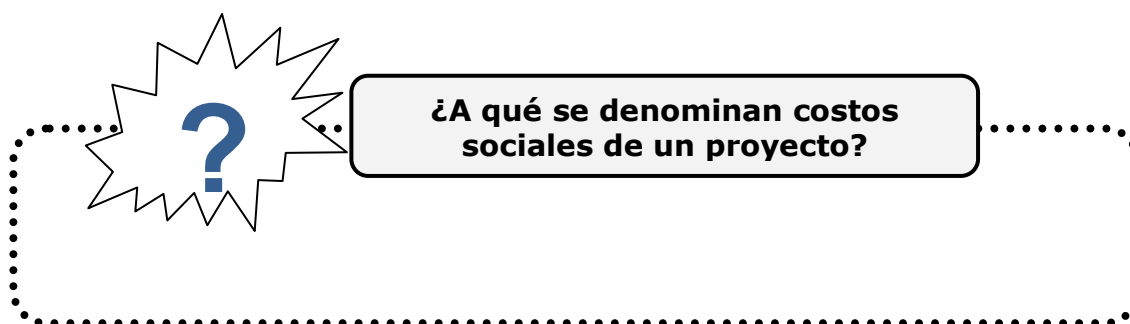 ?
¿A qué se denominan costos
sociales de un proyecto?